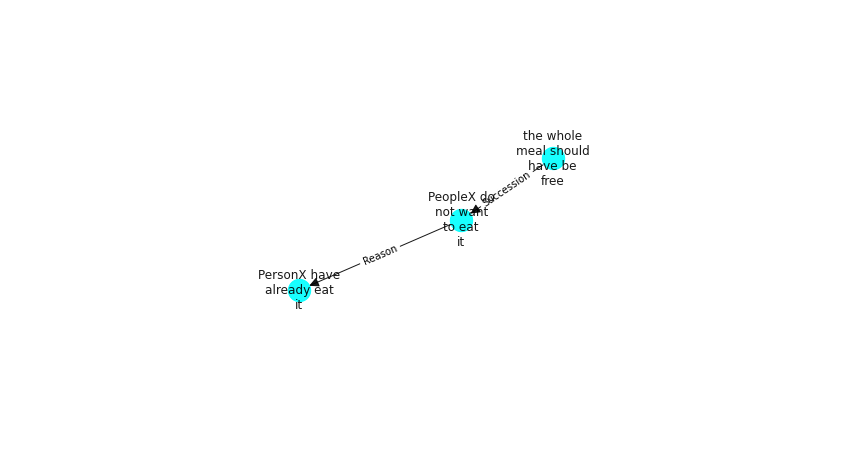 the whole
meal should
have be
free
Succession
PeopleX do
not want
to eat
it
Reason
PersonX have
already eat
it